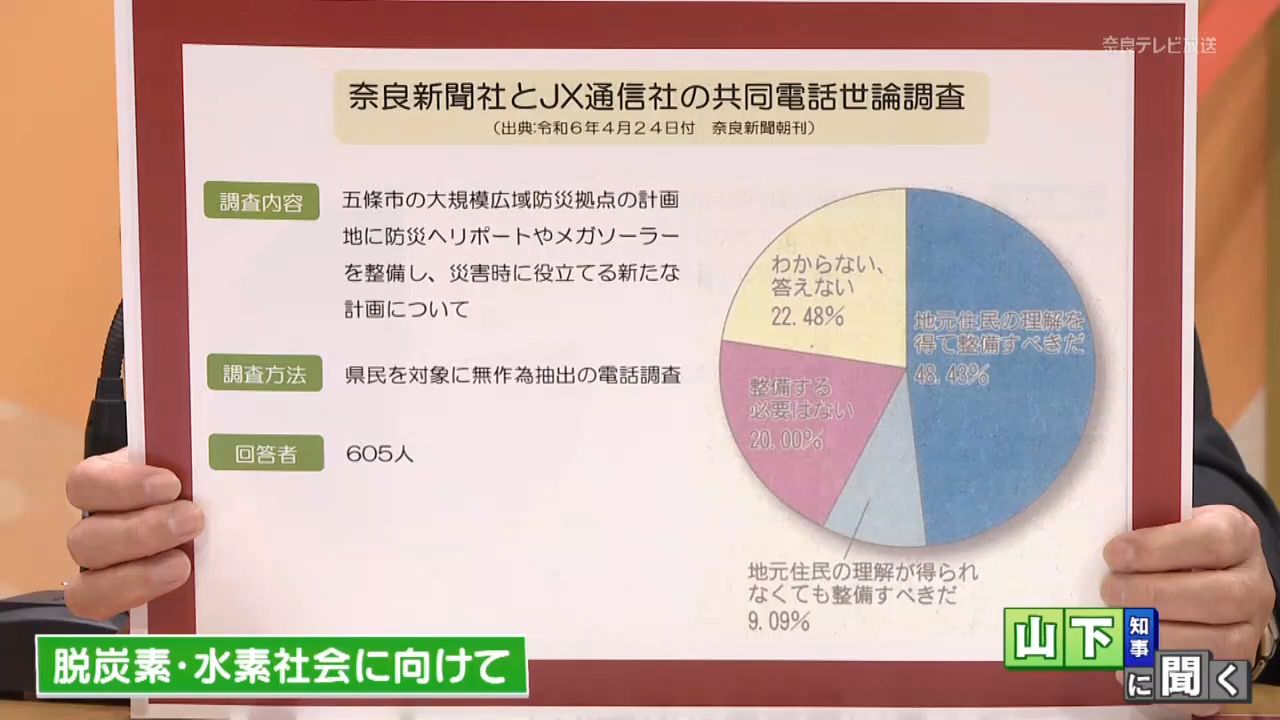 奈良テレビ放送
奈良新聞社とJX通信社の共同電話世論調査
（出典:令和6年4月24日付　奈良新聞朝刊）
調査内容
五條市の大規模広域防災拠点の計画
地に防災ヘリポートやメガソーラー
を整備し、災害時に役立てる新たな
計画について
調査方法
県民を対象に無作為抽出の電話調査
回答者
605人
わからない、
答えない
22.48%
地元住民の理解を
得て整備すべきだ
48.43%
整備する
必要はない
20.00%
地元住民の理解が得られ
なくても整備すべきだ
9.09%
脱炭素・水素社会に向けて
山下知事に聞く